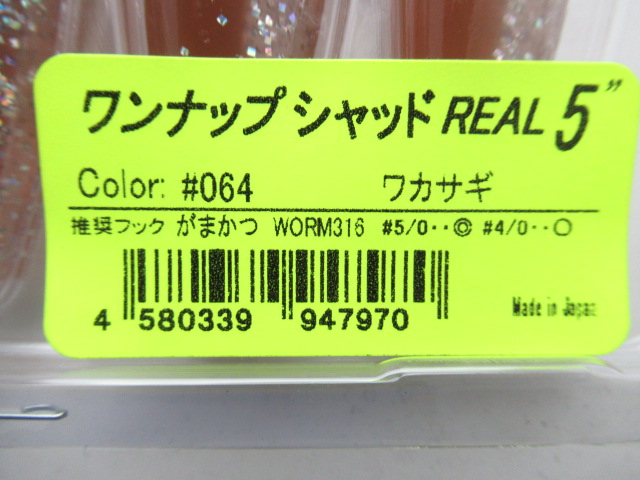 ワンナップシャッド REAL 5"
Color: #064 ワカサギ
推奨フック がまかつ WORM316 #5/0‥◎ #4/0‥○
4 580339 947970
Made in Japan